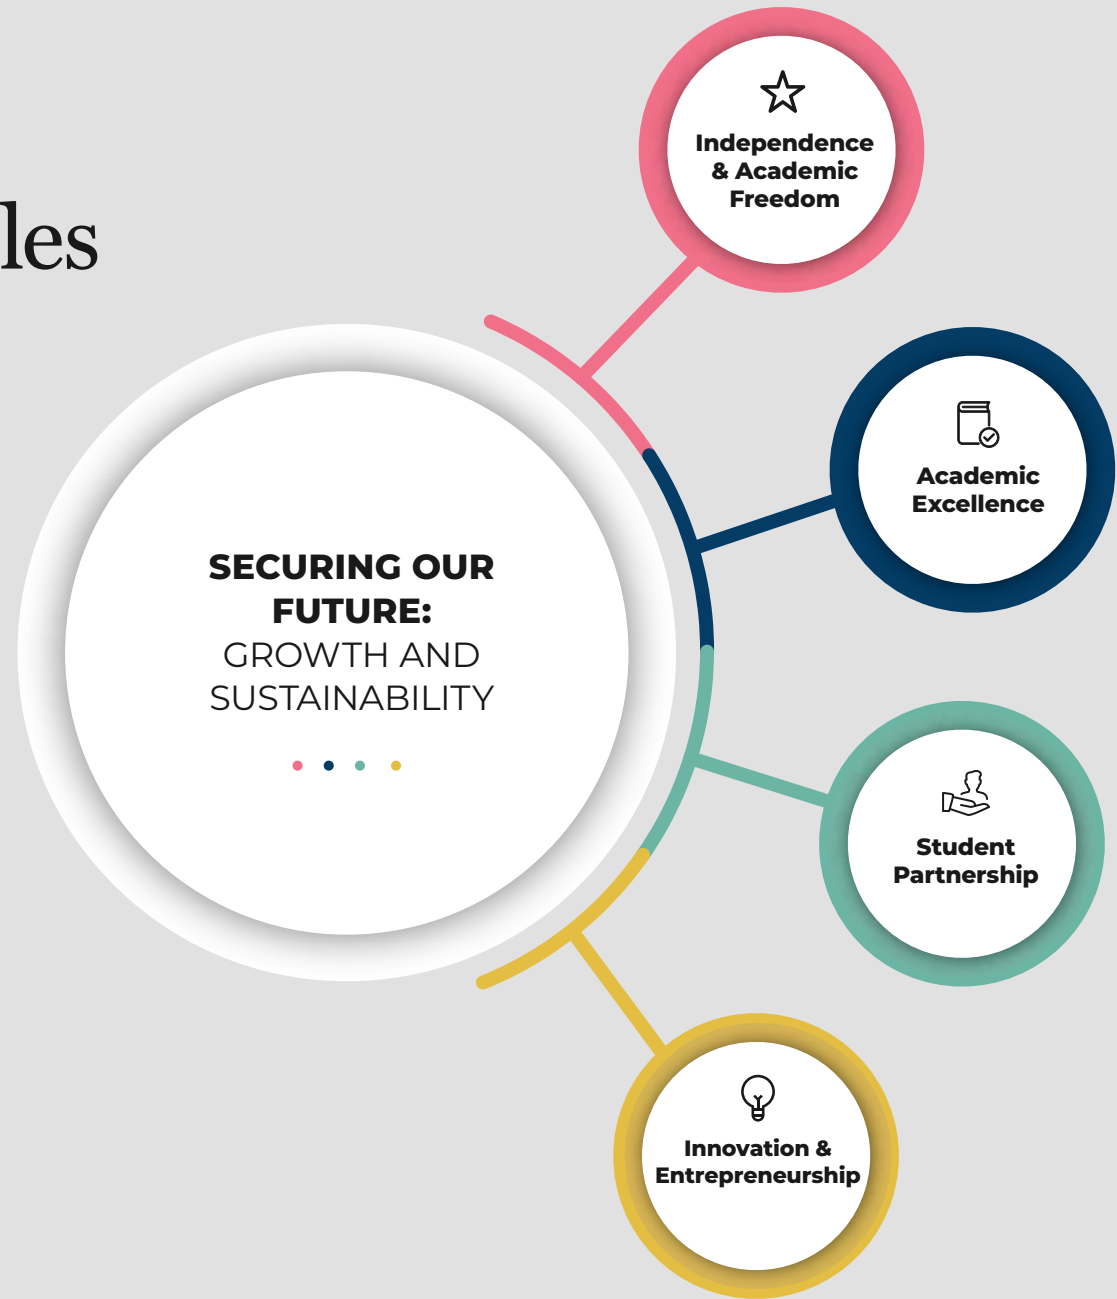 les
Independence
& Academic
Freedom
Academic
Excellence
SECURING OUR
FUTURE:
GROWTH AND
SUSTAINABILITY
Student
Partnership
Innovation &
Entrepreneurship